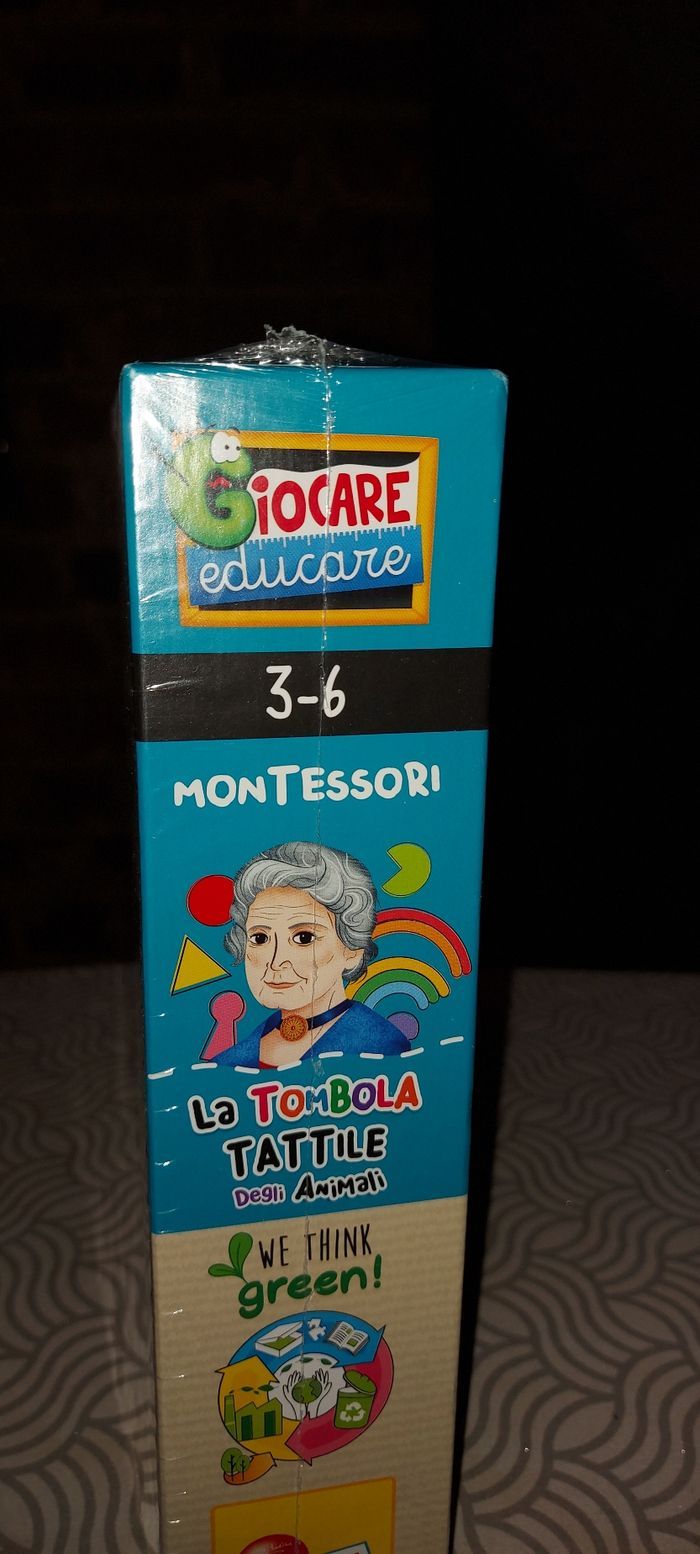 GIOCARE
educare
3-6
MONTESSORI
La TOMBOLA
TATTILE
Degli ANIMALI
WE THINK
green!